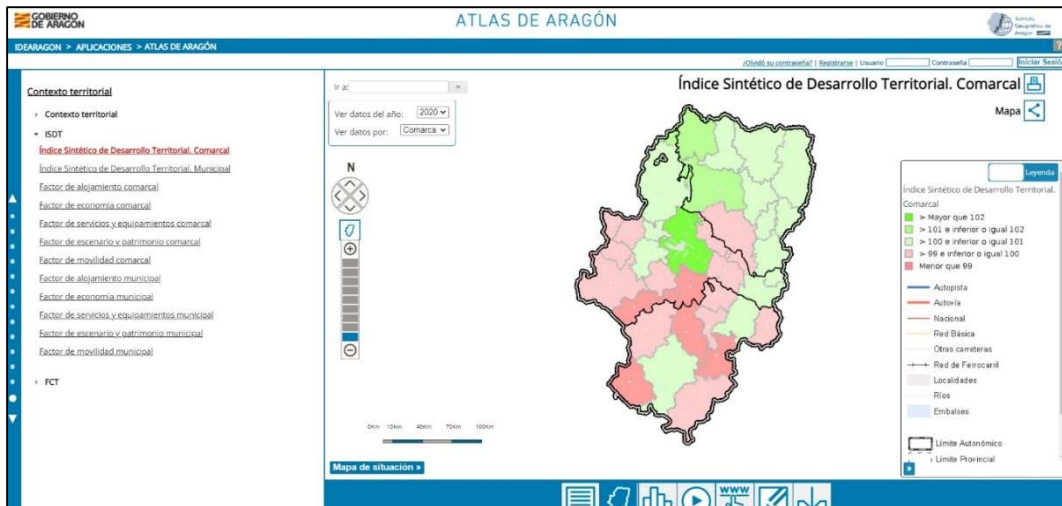 GOBIERNO
DE ARAGON
ATLAS DE ARAGÓN
Instituto
Geográfico de
Aragón
IDEARAGON > APLICACIONES > ATLAS DE ARAGÓN
?
¿Olvidó su contraseña? | Registrarse | Usuario Contraseña Iniciar Sesió
Contexto territorial
Contexto territorial
ISDT
Índice Sintético de Desarrollo Territorial. Comarcal
Índice Sintético de Desarrollo Territorial. Municipal
Factor de alojamiento comarcal
Factor de economía comarcal
Factor de servicios y equipamientos comarcal
Factor de escenario y patrimonio comarcal
Factor de movilidad comarcal
Factor de alojamiento municipal
Factor de economía municipal
Factor de servicios y equipamientos municipal
Factor de escenario y patrimonio municipal
Factor de movilidad municipal
FCT
Ir a:
Ver datos del año: 2020
Ver datos por: Comarca
N
Índice Sintético de Desarrollo Territorial. Comarcal
Mapa
Leyenda
Índice Sintético de Desarrollo Territorial.
Comarcal
> Mayor que 102
> 101 e inferior o igual 102
> 100 e inferior o igual 101
> 99 e inferior o igual 100
Menor que 99
Autopista
Autovía
Nacional
Red Básica
Otras carreteras
Red de Ferrocarril
Localidades
Ríos
Embalses
Límite Autonómico
Límite Provincial
0Km 10Km 40Km 70Km 100Km
Mapa de situación »
»
WWW